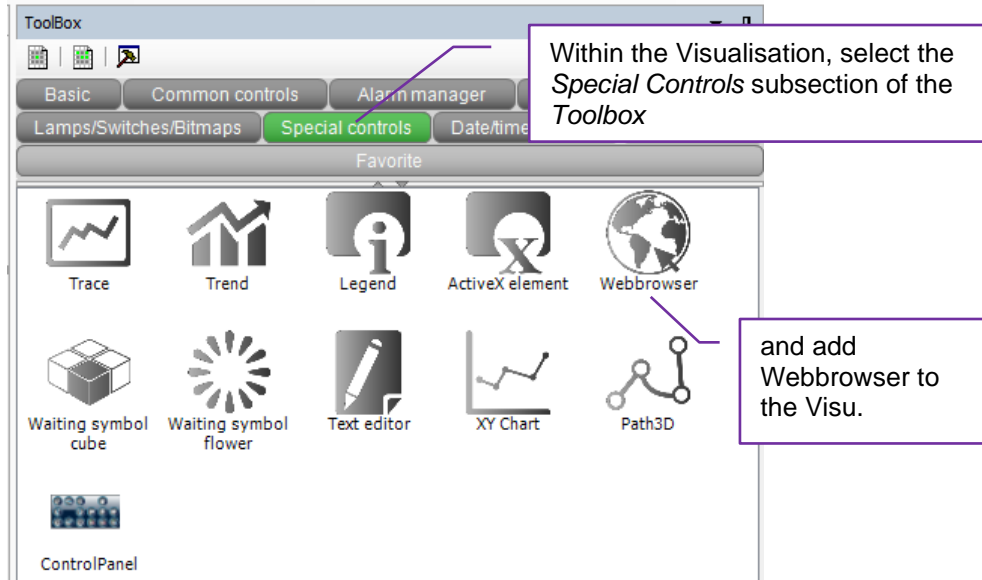 ToolBox
Within the Visualisation, select the
Special Controls subsection of the
Toolbox
Basic
Common controls
Alarm manager
Lamps/Switches/Bitmaps
Special controls
Date/time
Favorite
Trace
Trend
Legend
ActiveX element
Webbrowser
and add
Webbrowser to
the Visu.
Waiting symbol
cube
Waiting symbol
flower
Text editor
XY Chart
Path3D
ControlPanel